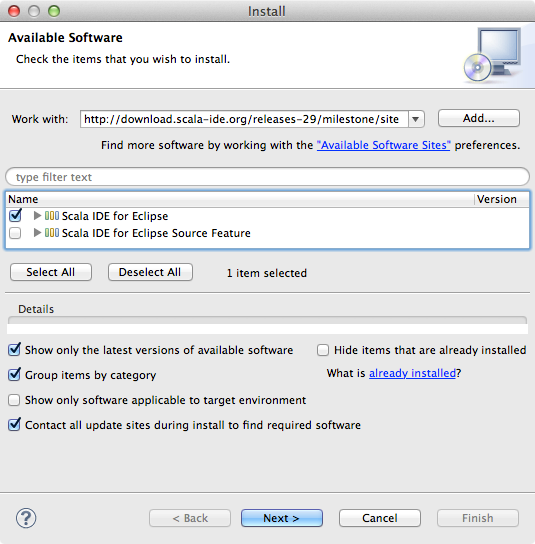 Install
Available Software
Check the items that you wish to install.
Work with: http://download.scala-ide.org/releases-29/milestone/site Add...
Find more software by working with the "Available Software Sites" preferences.
type filter text
Name Version
Scala IDE for Eclipse
Scala IDE for Eclipse Source Feature
Select All Deselect All 1 item selected
Details
Show only the latest versions of available software Hide items that are already installed
Group items by category What is already installed?
Show only software applicable to target environment
Contact all update sites during install to find required software
? < Back Next > Cancel Finish